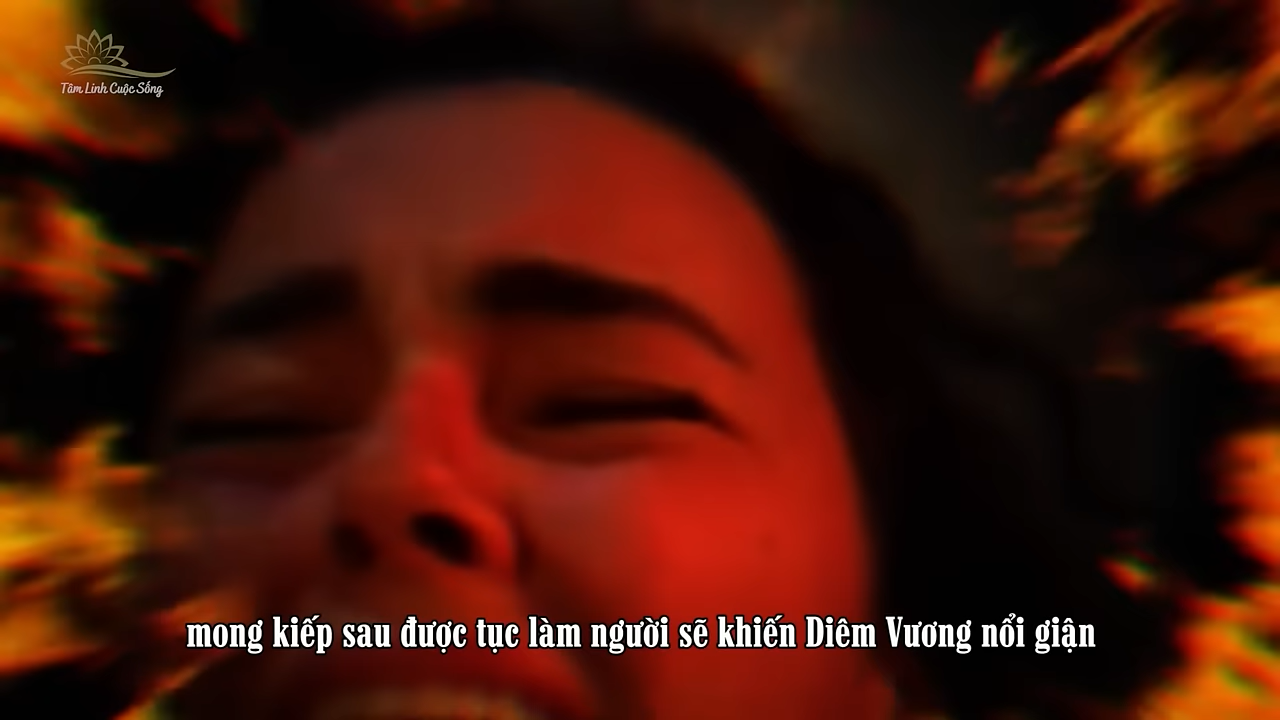 Tâm Linh Cuộc Sống
mong kiếp sau được tục làm người sẽ khiến Diêm Vương nổi giận